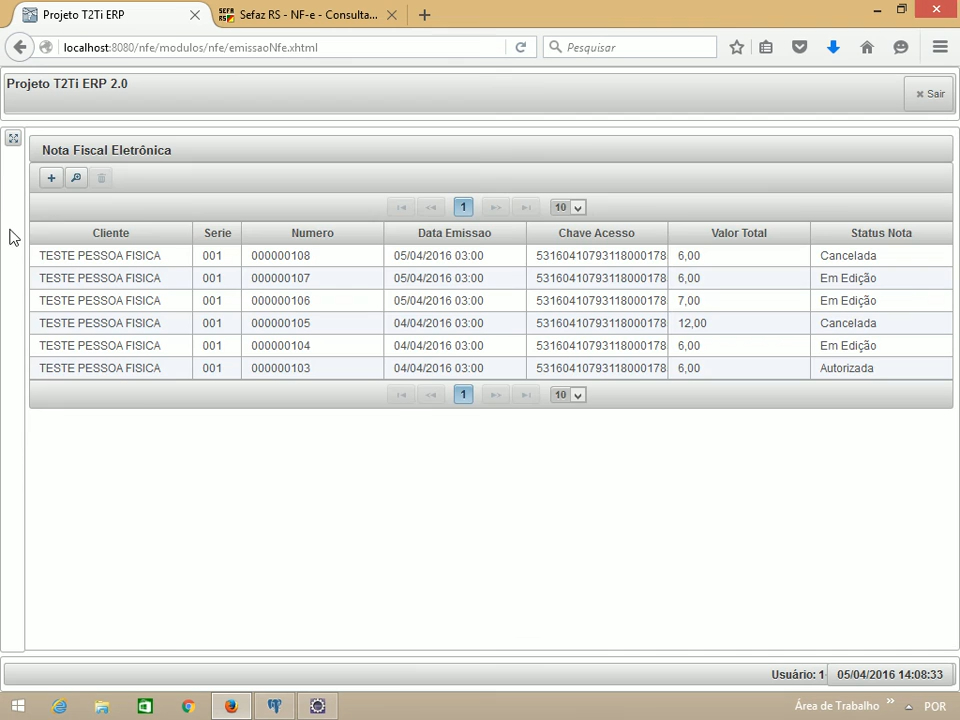 Projeto T2Ti ERP
Sefaz RS - NF-e - Consulta...
localhost:8080/nfe/modulos/nfe/emissaoNfe.xhtml
Pesquisar
Projeto T2Ti ERP 2.0
Sair
Nota Fiscal Eletrônica
1 10
Cliente Serie Numero Data Emissao Chave Acesso Valor Total Status Nota
TESTE PESSOA FISICA 001 000000108 05/04/2016 03:00 53160410793118000178 6,00 Cancelada
TESTE PESSOA FISICA 001 000000107 05/04/2016 03:00 53160410793118000178 6,00 Em Edição
TESTE PESSOA FISICA 001 000000106 05/04/2016 03:00 53160410793118000178 7,00 Em Edição
TESTE PESSOA FISICA 001 000000105 04/04/2016 03:00 53160410793118000178 12,00 Cancelada
TESTE PESSOA FISICA 001 000000104 04/04/2016 03:00 53160410793118000178 6,00 Em Edição
TESTE PESSOA FISICA 001 000000103 04/04/2016 03:00 53160410793118000178 6,00 Autorizada
1 10
Usuário: 1 05/04/2016 14:08:33
Área de Trabalho
POR